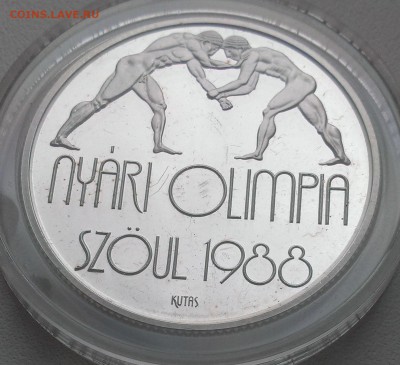 COINS.LAVE.RU
NYÁRI OLIMPIA
SZÖUL 1988
KUTAS